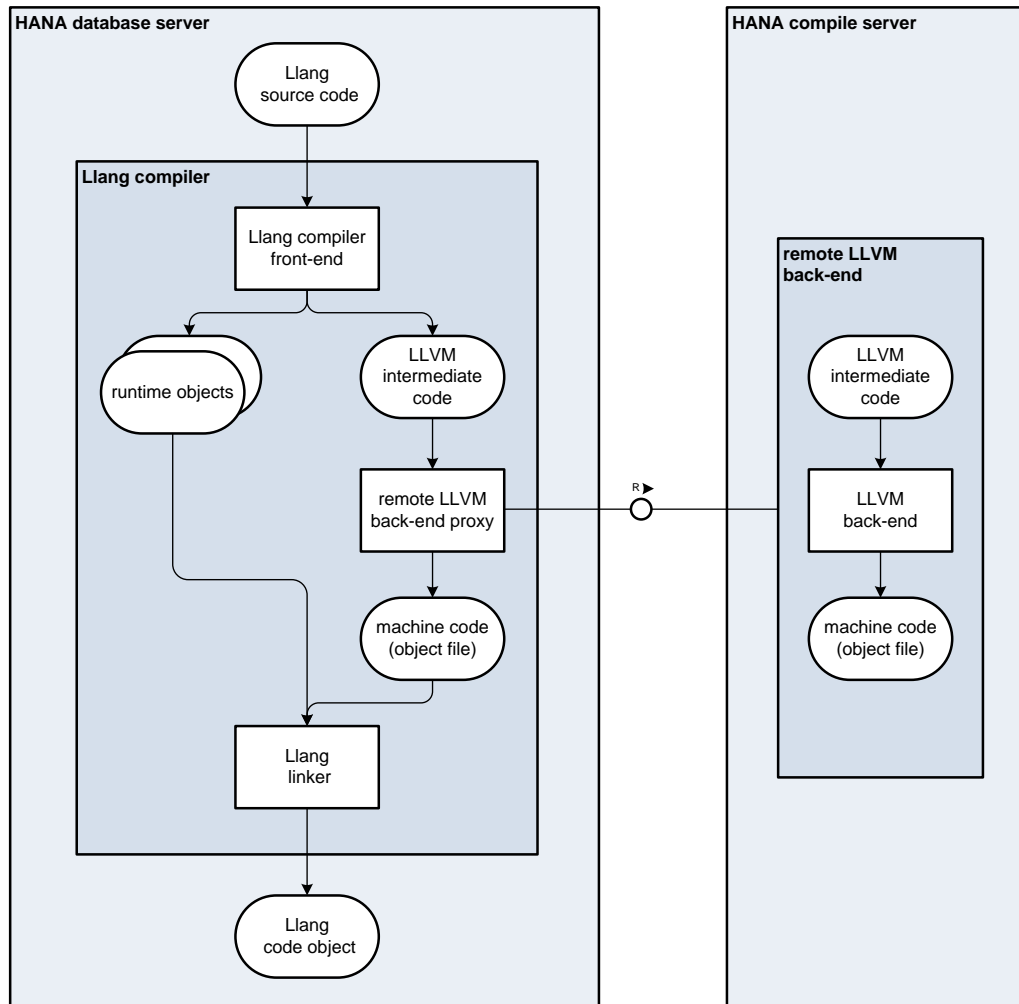 HANA database server
Llang
source code
Llang compiler
Llang compiler
front-end
runtime objects
LLVM
intermediate
code
remote LLVM
back-end proxy
machine code
(object file)
Llang
linker
Llang
code object
R
HANA compile server
remote LLVM
back-end
LLVM
intermediate
code
LLVM
back-end
machine code
(object file)